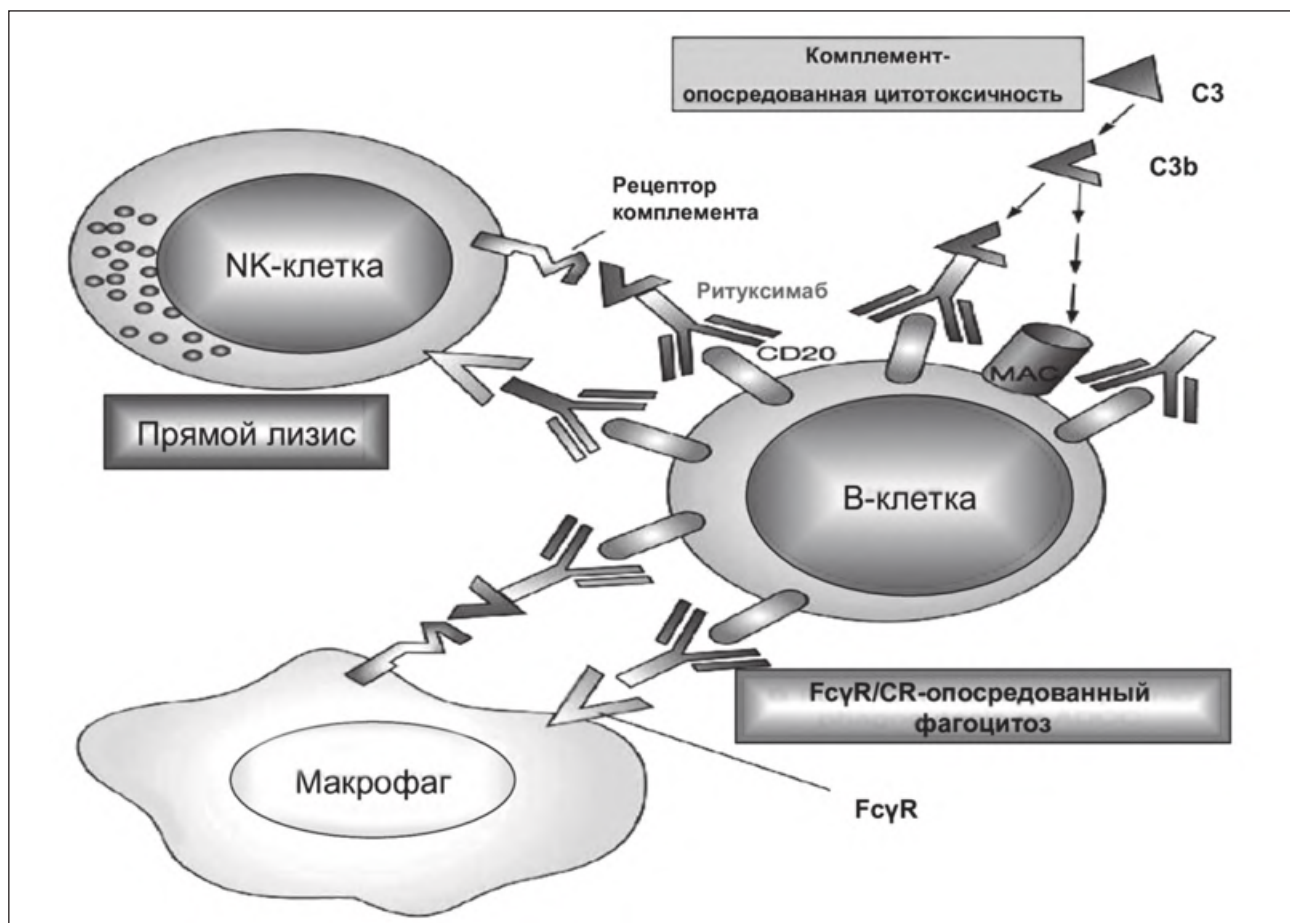 Комплемент-
опосредованная цитотоксичность
C3
C3b
Рецептор
комплемента
NK-клетка
Ритуксимаб
CD20
MAC
Прямой лизис
В-клетка
FcγR/CR-опосредованный
фагоцитоз
Макрофаг
FcγR